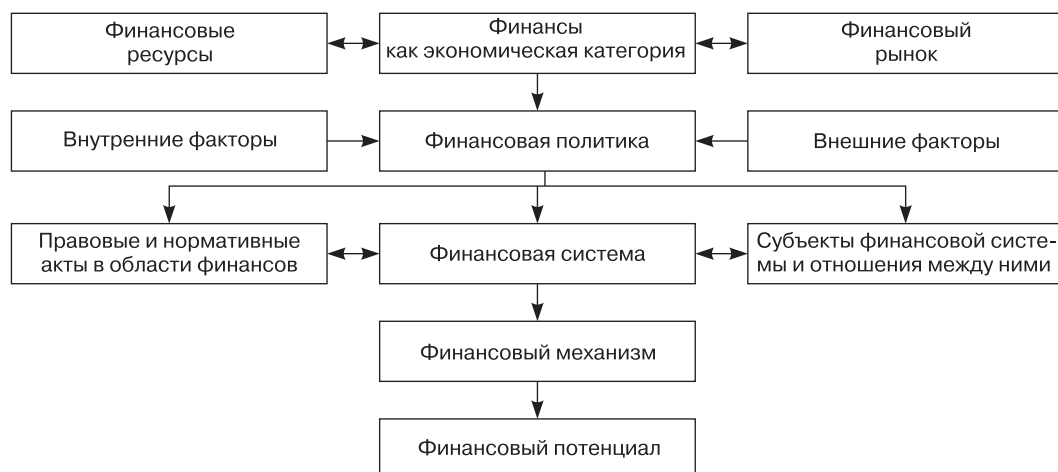 Финансовые
ресурсы
Финансы
как экономическая категория
Финансовый
рынок
Внутренние факторы
Финансовая политика
Внешние факторы
Правовые и нормативные
акты в области финансов
Финансовая система
Субъекты финансовой систе-
мы и отношения между ними
Финансовый механизм
Финансовый потенциал